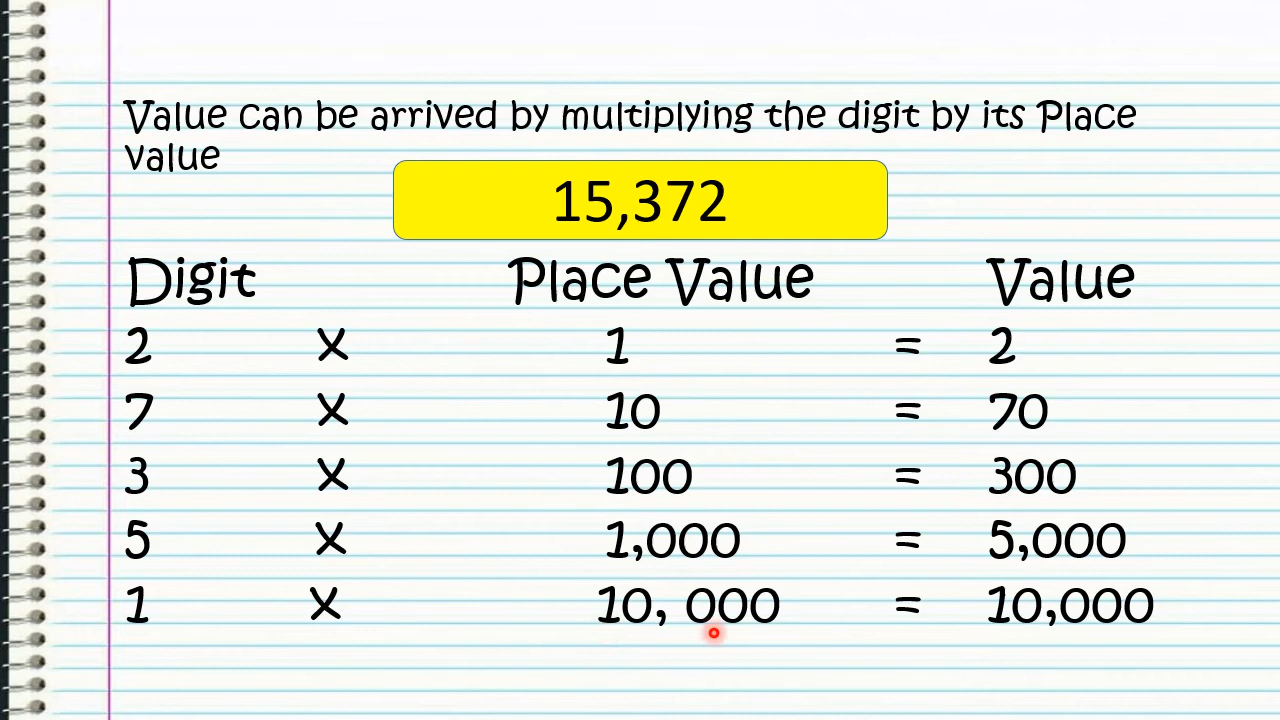 Value can be arrived by multiplying the digit by its Place
value
15,372
Digit Place Value Value
2 x 1 = 2
7 x 10 = 70
3 x 100 = 300
5 x 1,000 = 5,000
1 x 10, 000 = 10,000